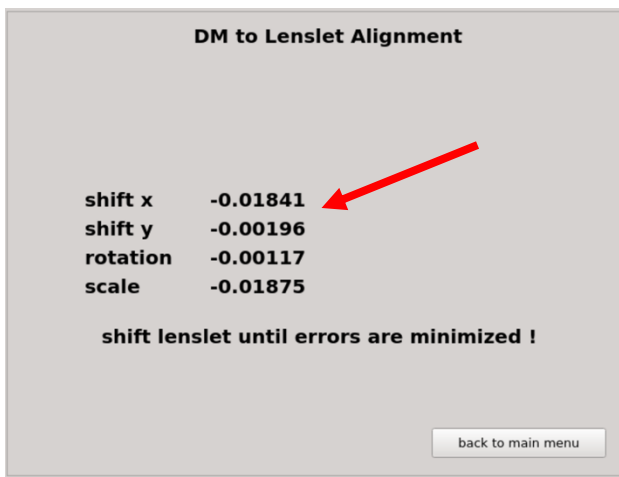 DM to Lenslet Alignment
shift x -0.01841
shift y -0.00196
rotation -0.00117
scale -0.01875
shift lenslet until errors are minimized !
back to main menu